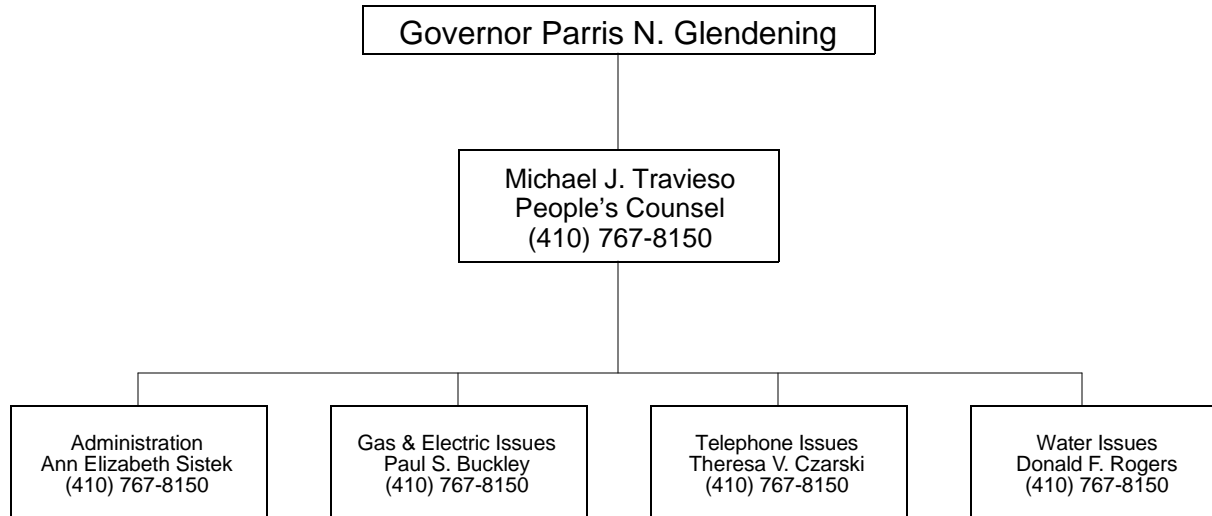 Governor Parris N. Glendening
Michael J. Travieso
People's Counsel
(410) 767-8150
Administration
Ann Elizabeth Sistek
(410) 767-8150
Gas & Electric Issues
Paul S. Buckley
(410) 767-8150
Telephone Issues
Theresa V. Czarski
(410) 767-8150
Water Issues
Donald F. Rogers
(410) 767-8150